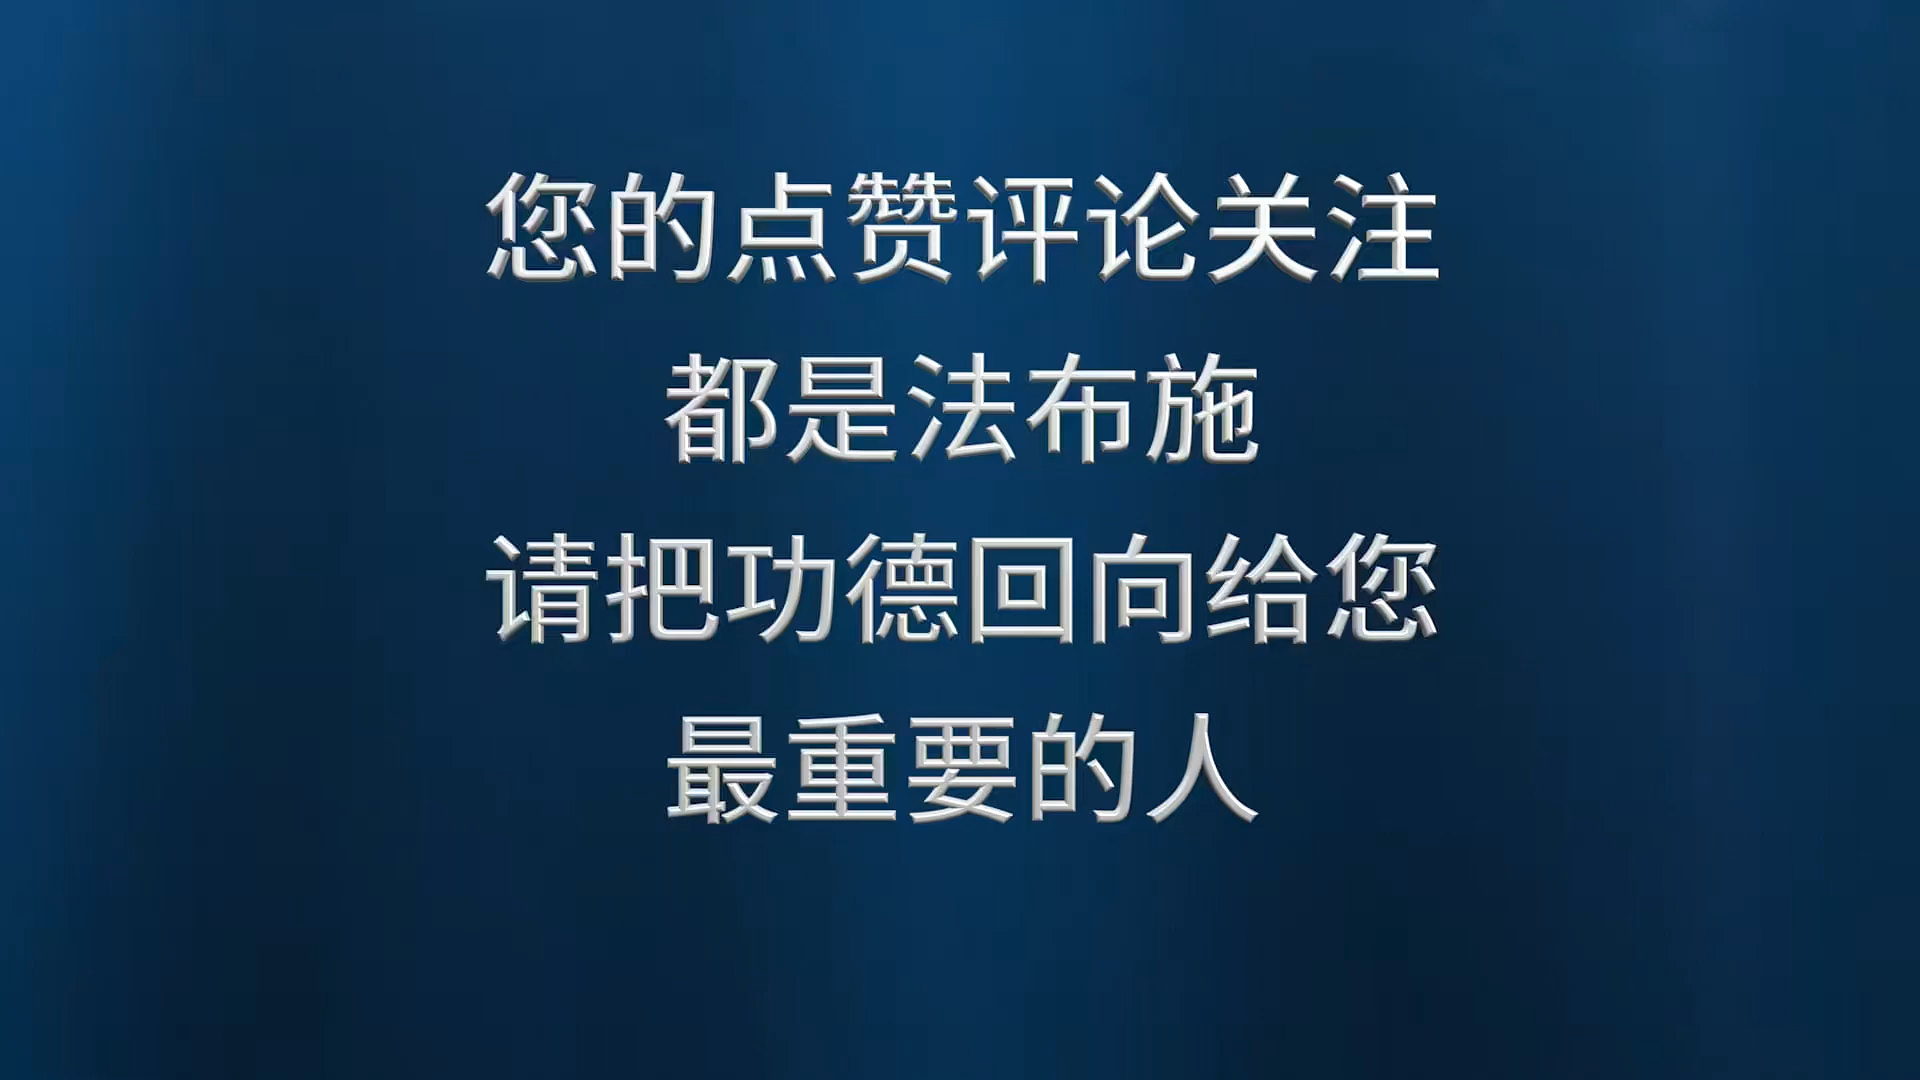 您的点赞评论关注
都是法布施
请把功德回向给您
最重要的人